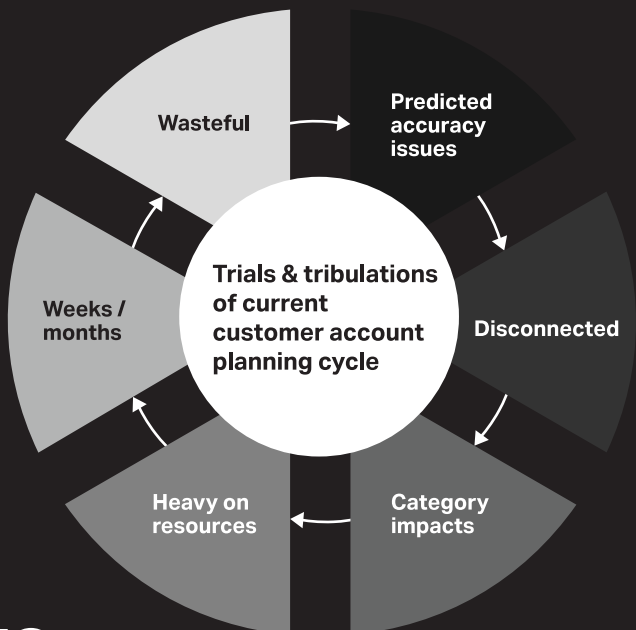 Wasteful
Predicted
accuracy
issues
Trials & tribulations
of current
customer account
planning cycle
Weeks /
months
Disconnected
Heavy on
resources
Category
impacts